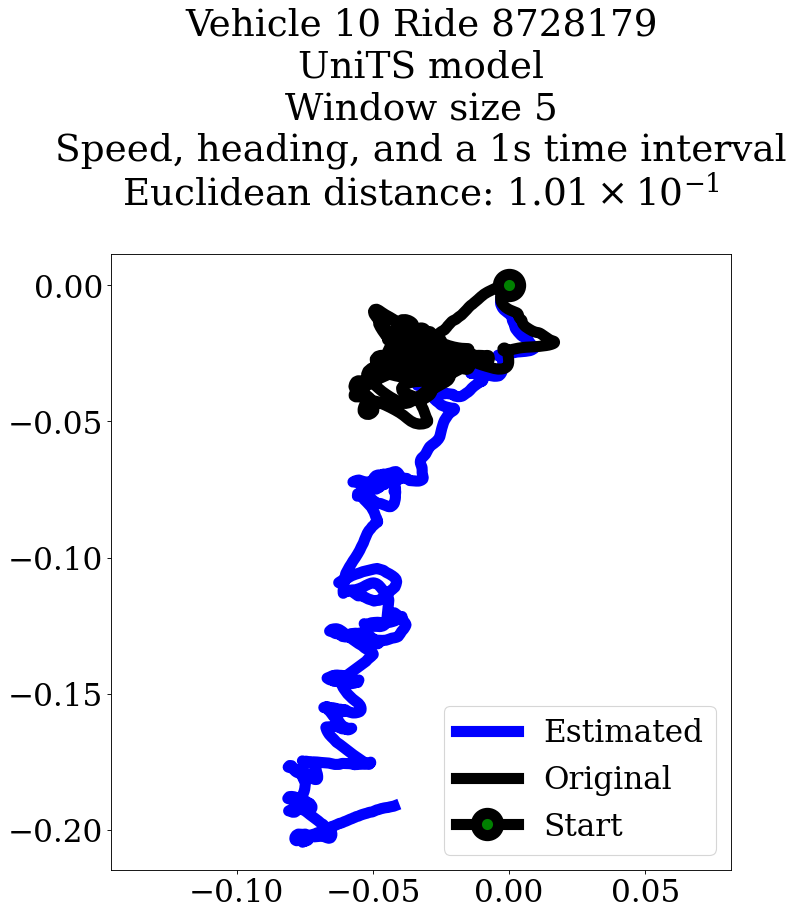 Vehicle 10 Ride 8728179
UniTS model
Window size 5
Speed, heading, and a 1s time interval
Euclidean distance: 1.01 × 10⁻¹
0.00
−0.05
−0.10
−0.15
−0.20
Estimated
Original
Start
−0.10 −0.05 0.00 0.05